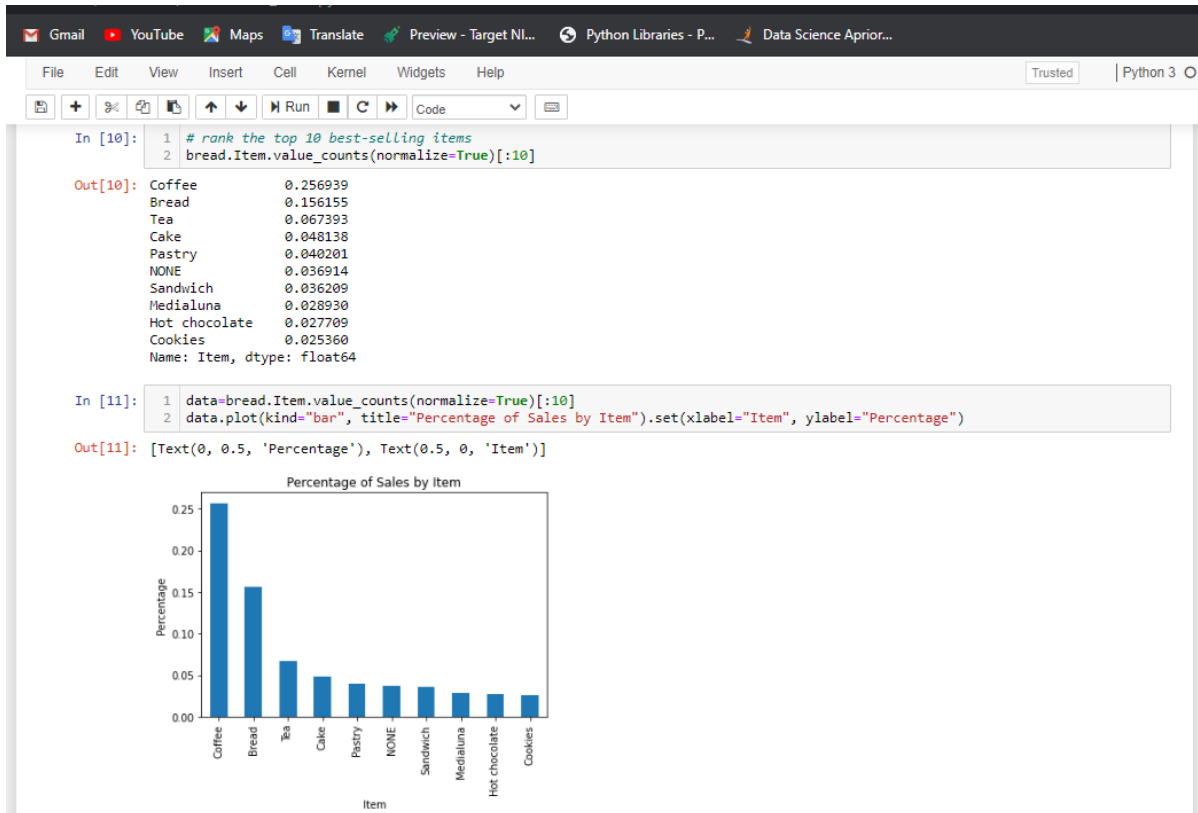 Gmail YouTube Maps Translate Preview - Target NI... Python Libraries - P... Data Science Aprior...
File Edit View Insert Cell Kernel Widgets Help Trusted Python 3
Run Code
In [10]: 1 # rank the top 10 best-selling items
2 bread.Item.value_counts(normalize=True)[:10]
Out[10]: Coffee 0.256939
Bread 0.156155
Tea 0.067393
Cake 0.048138
Pastry 0.040201
NONE 0.036914
Sandwich 0.036209
Medialuna 0.028930
Hot chocolate 0.027709
Cookies 0.025360
Name: Item, dtype: float64
In [11]: 1 data=bread.Item.value_counts(normalize=True)[:10]
2 data.plot(kind="bar", title="Percentage of Sales by Item").set(xlabel="Item", ylabel="Percentage")
Out[11]: [Text(0, 0.5, 'Percentage'), Text(0.5, 0, 'Item')]
Percentage of Sales by Item
0.25
0.20
0.15
0.10
0.05
0.00
Percentage
Coffee
Bread
Tea
Cake
Pastry
NONE
Sandwich
Medialuna
Hot chocolate
Cookies
Item